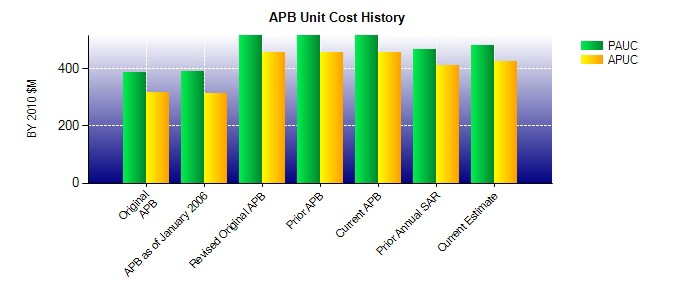 APB Unit Cost History
PAUC
APUC
BY 2010 $M
400
200
0
Original
APB
APB as of January 2006
Revised Original APB
Prior APB
Current APB
Prior Annual SAR
Current Estimate